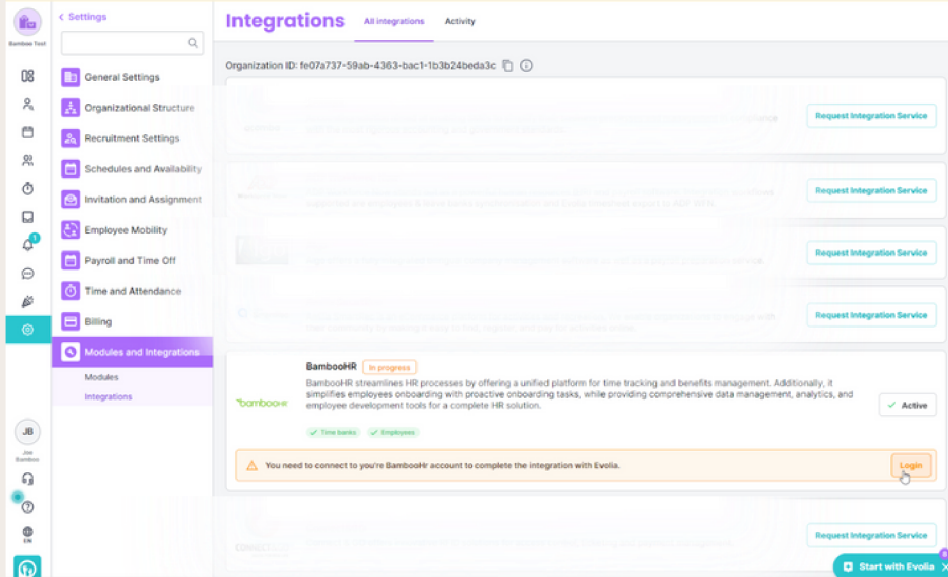 Bamboo Test
Settings
General Settings
Organizational Structure
Recruitment Settings
Schedules and Availability
Invitation and Assignment
Employee Mobility
Payroll and Time Off
Time and Attendance
Billing
Modules and Integrations
Modules
Integrations
1
JB
Joe
Bamboo
EN
Integrations
All integrations
Activity
Organization ID: fe07a737-59ab-4363-bac1-1b3b24beda3c
Request Integration Service
Request Integration Service
Request Integration Service
Request Integration Service
BambooHR In progress
BambooHR streamlines HR processes by offering a unified platform for time tracking and benefits management. Additionally, it
simplifies employees onboarding with proactive onboarding tasks, while providing comprehensive data management, analytics, and
employee development tools for a complete HR solution.
bambooHR
Active
Time banks Employees
You need to connect to you're BambooHr account to complete the integration with Evolia.
Login
Request Integration Service
Start with Evolia